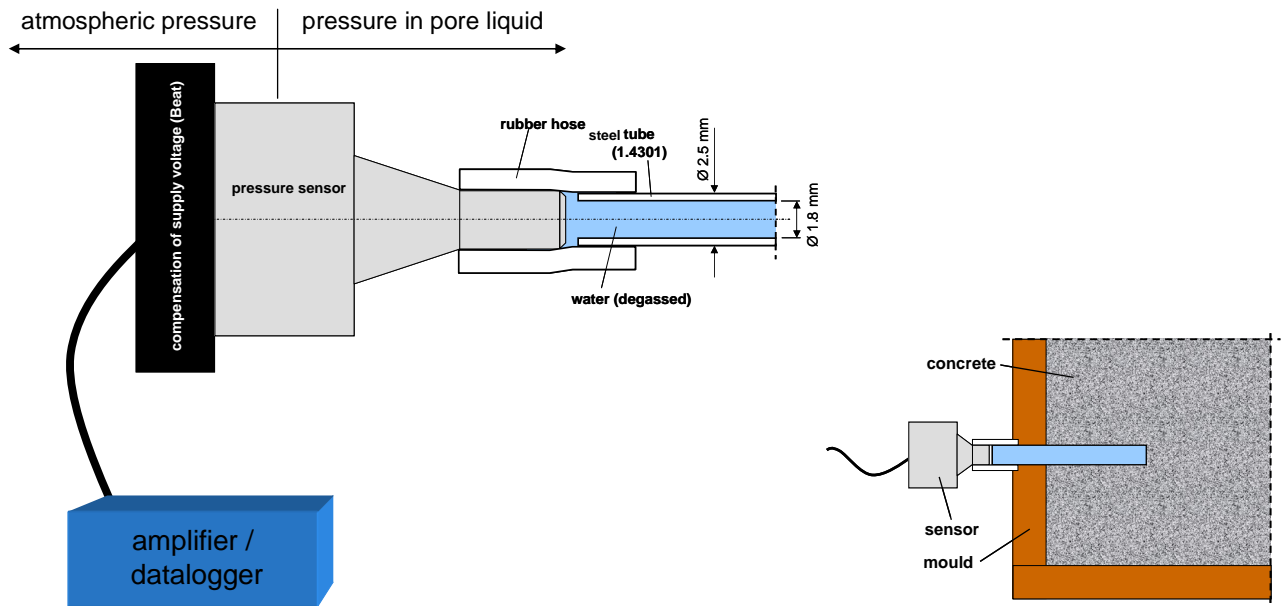 atmospheric pressure
pressure in pore liquid
compensation of supply voltage (Beat)
pressure sensor
rubber hose
steel tube
(1.4301)
Ø 2.5 mm
Ø 1.8 mm
water (degassed)
amplifier /
datalogger
concrete
sensor
mould